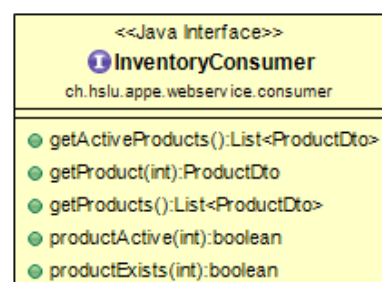 <<Java Interface>>
I InventoryConsumer
ch.hslu.appe.webservice.consumer
getActiveProducts():List<ProductDto>
getProduct(int):ProductDto
getProducts():List<ProductDto>
productActive(int):boolean
productExists(int):boolean